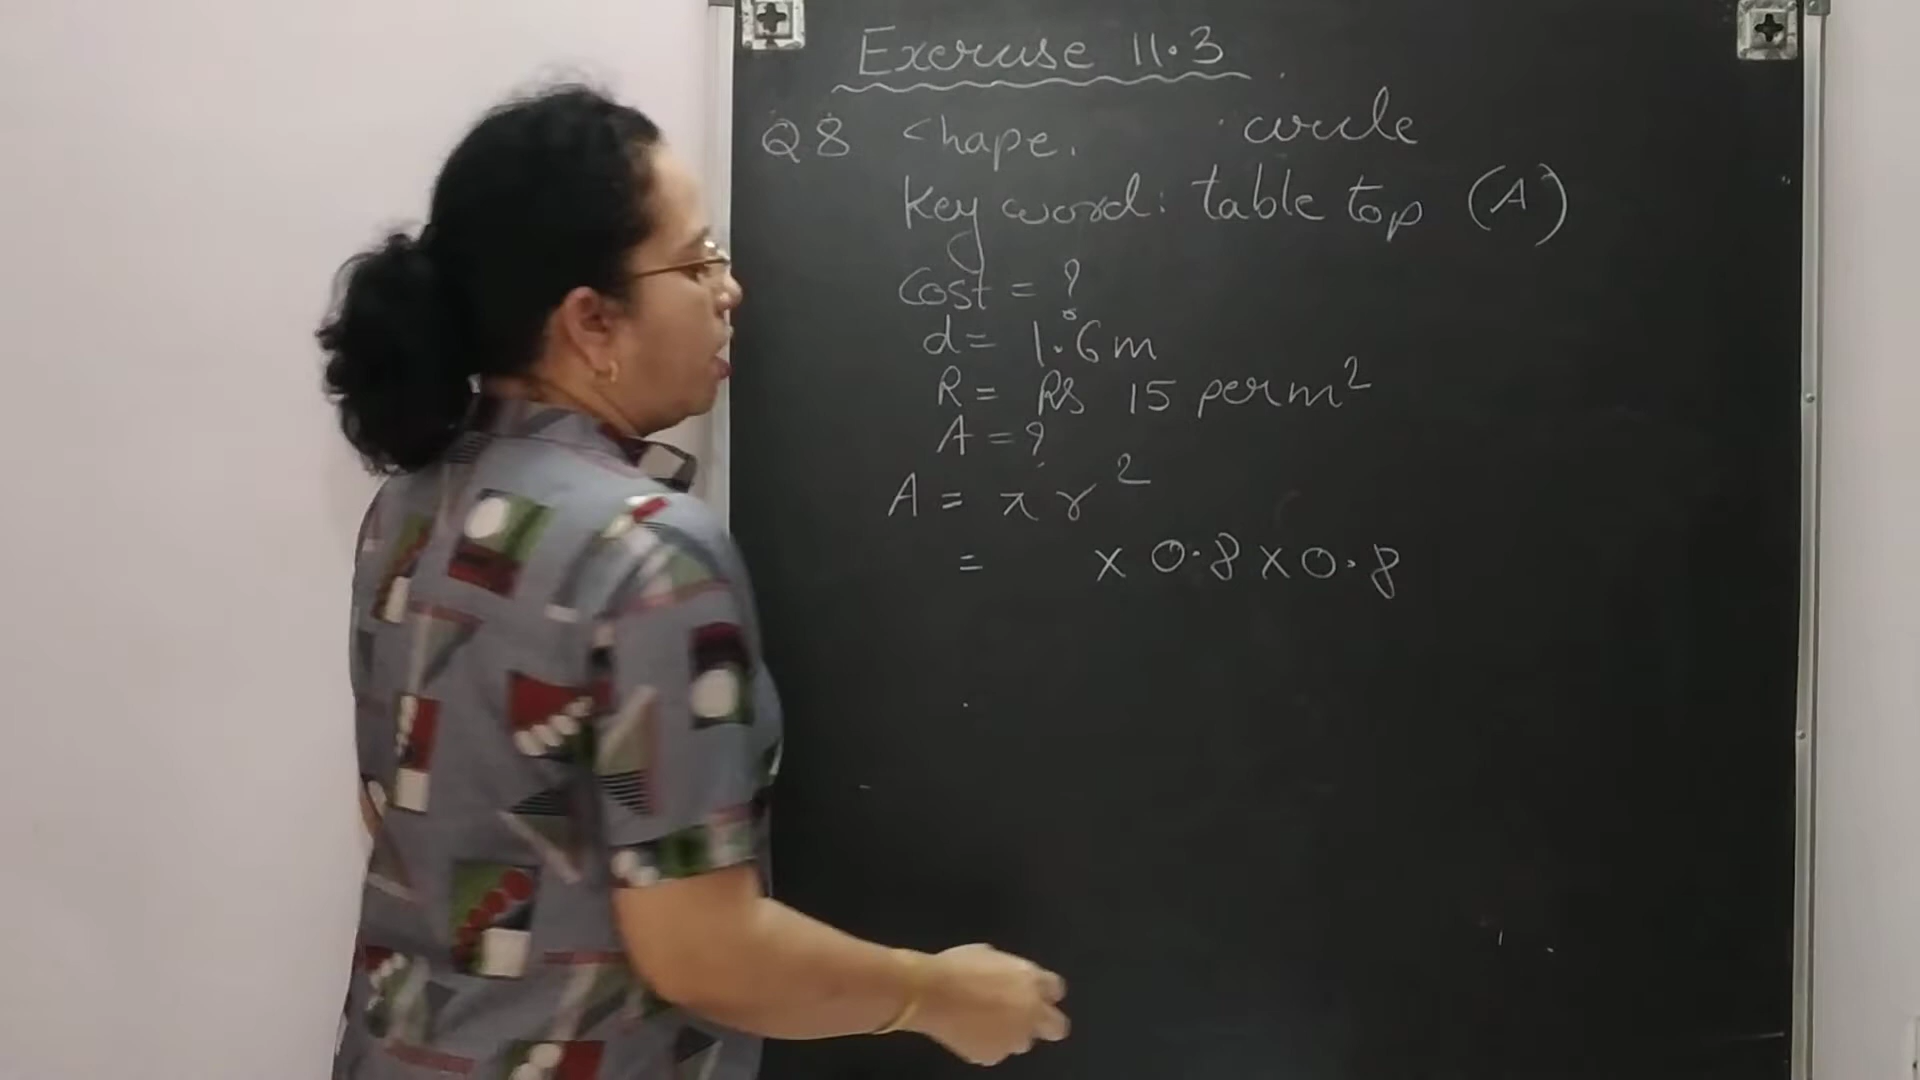 Exercise 11.3
Q8 Shape. circle
Key word: table top (A)
Cost = ?
d = 1.6 m
R = Rs 15 per m²
A = ?
A = π r²
= × 0.8 × 0.8